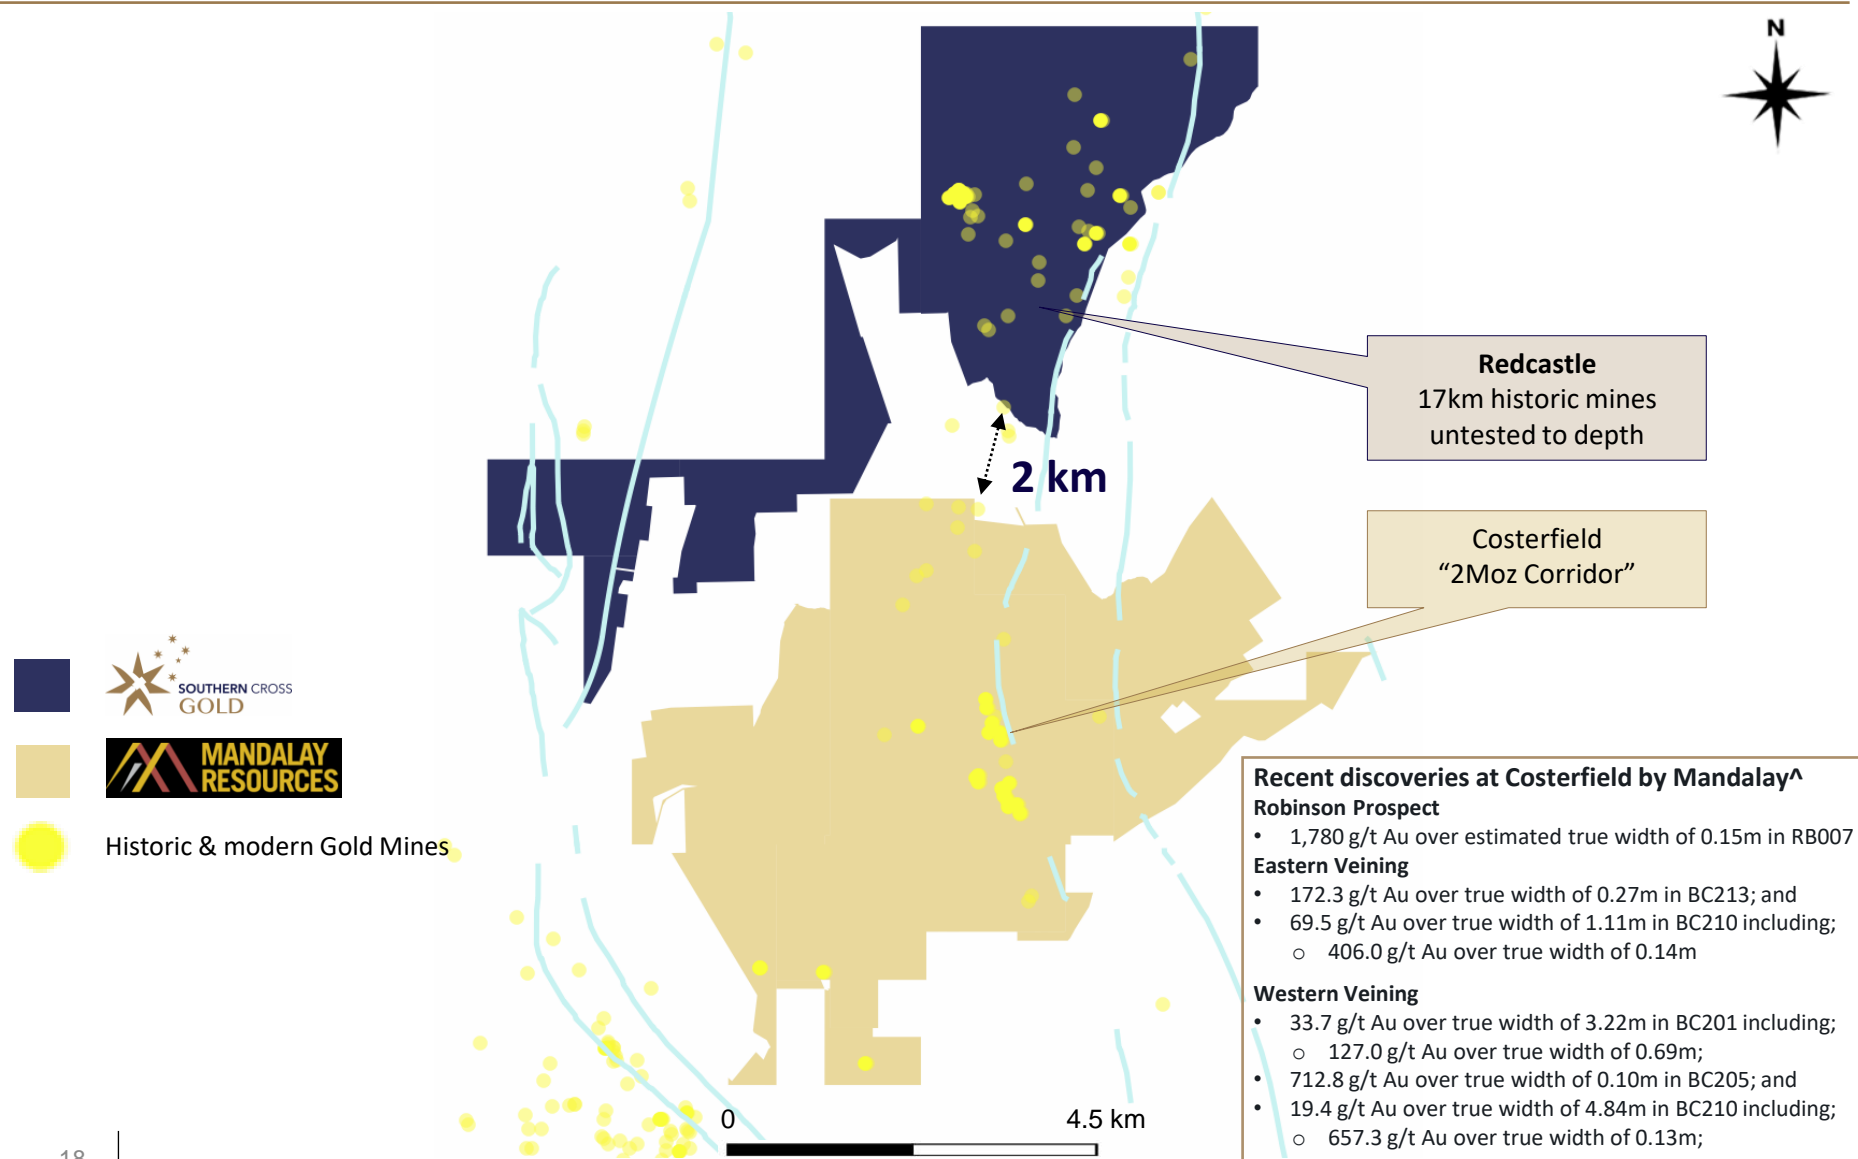 N
Redcastle
17km historic mines
untested to depth
2 km
Costerfield
“2Moz Corridor”
SOUTHERN CROSS
GOLD
MANDALAY
RESOURCES
Historic & modern Gold Mines
Recent discoveries at Costerfield by Mandalay^
Robinson Prospect
• 1,780 g/t Au over estimated true width of 0.15m in RB007
Eastern Veining
• 172.3 g/t Au over true width of 0.27m in BC213; and
• 69.5 g/t Au over true width of 1.11m in BC210 including;
o 406.0 g/t Au over true width of 0.14m
Western Veining
• 33.7 g/t Au over true width of 3.22m in BC201 including;
o 127.0 g/t Au over true width of 0.69m;
• 712.8 g/t Au over true width of 0.10m in BC205; and
• 19.4 g/t Au over true width of 4.84m in BC210 including;
o 657.3 g/t Au over true width of 0.13m;
0 4.5 km
18